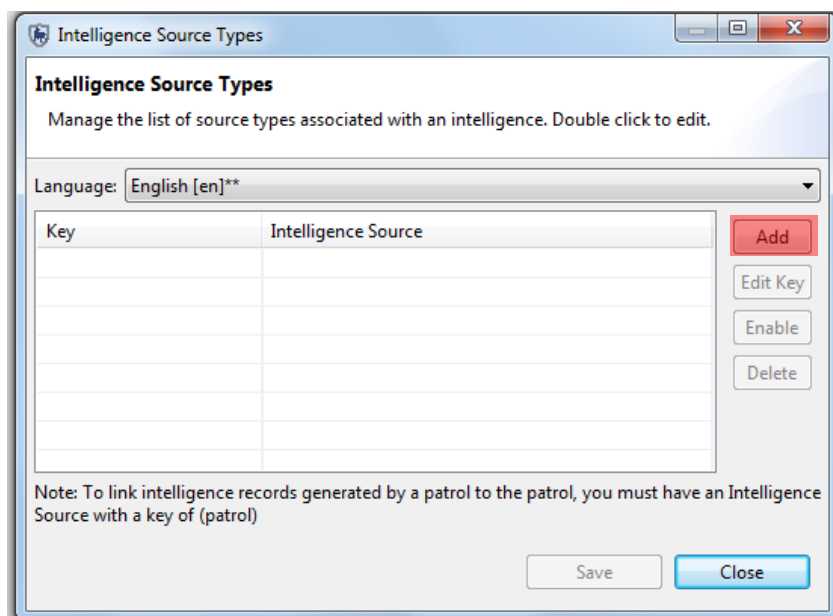 Intelligence Source Types
Intelligence Source Types
Manage the list of source types associated with an intelligence. Double click to edit.
Language: English [en]**
Key Intelligence Source
Add
Edit Key
Enable
Delete
Note: To link intelligence records generated by a patrol to the patrol, you must have an Intelligence
Source with a key of (patrol)
Save Close